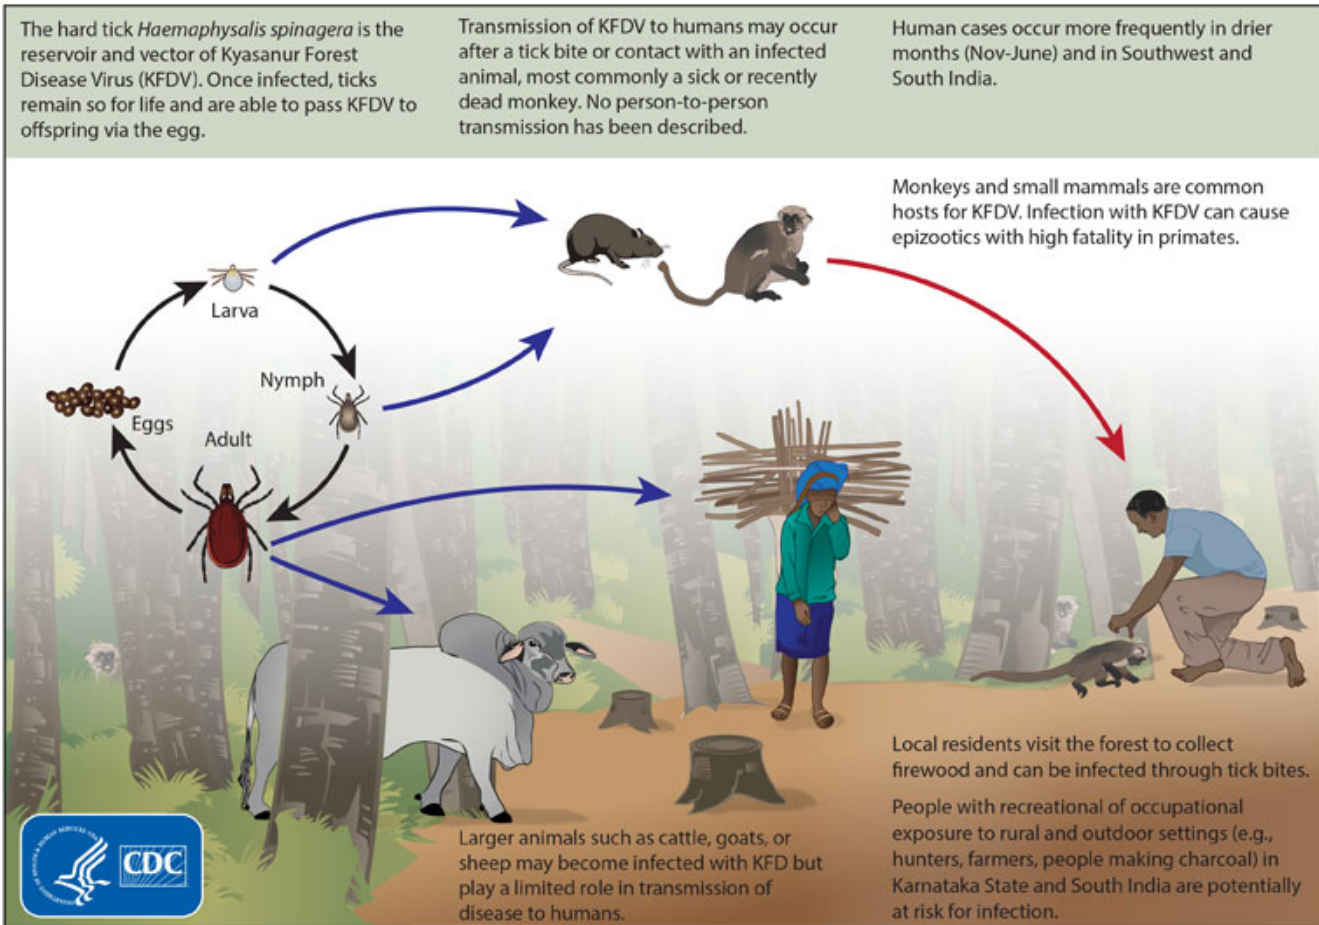 The hard tick Haemaphysalis spinagera is the
reservoir and vector of Kyasanur Forest
Disease Virus (KFDV). Once infected, ticks
remain so for life and are able to pass KFDV to
offspring via the egg.
Transmission of KFDV to humans may occur
after a tick bite or contact with an infected
animal, most commonly a sick or recently
dead monkey. No person-to-person
transmission has been described.
Human cases occur more frequently in drier
months (Nov-June) and in Southwest and
South India.
Monkeys and small mammals are common
hosts for KFDV. Infection with KFDV can cause
epizootics with high fatality in primates.
Larva
Nymph
Eggs
Adult
Larger animals such as cattle, goats, or
sheep may become infected with KFD but
play a limited role in transmission of
disease to humans.
Local residents visit the forest to collect
firewood and can be infected through tick bites.
People with recreational of occupational
exposure to rural and outdoor settings (e.g.,
hunters, farmers, people making charcoal) in
Karnataka State and South India are potentially
at risk for infection.
CDC